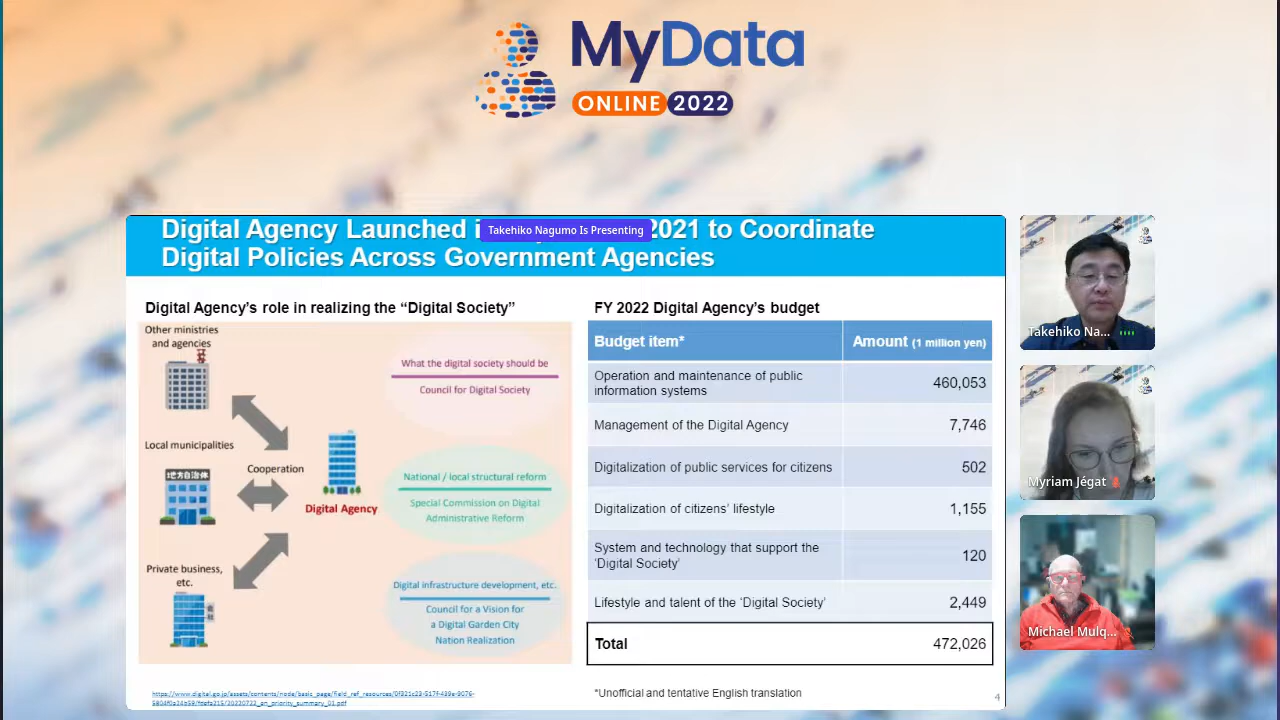 MyData
ONLINE 2022
Digital Agency Launched 2021 to Coordinate
Takehiko Nagumo Is Presenting
Digital Policies Across Government Agencies
Digital Agency's role in realizing the “Digital Society”
Other ministries
and agencies
Local municipalities
地方自治体
Cooperation
Digital Agency
Private business,
etc.
会社
What the digital society should be
Council for Digital Society
National / local structural reform
Special Commission on Digital
Administrative Reform
Digital infrastructure development, etc.
Council for a Vision for
a Digital Garden City
Nation Realization
FY 2022 Digital Agency's budget
Budget item* Amount (1 million yen)
Operation and maintenance of public
information systems 460,053
Management of the Digital Agency 7,746
Digitalization of public services for citizens 502
Digitalization of citizens' lifestyle 1,155
System and technology that support the
'Digital Society' 120
Lifestyle and talent of the 'Digital Society' 2,449
Total 472,026
*Unofficial and tentative English translation
4
Takehiko Na...
Myriam Jégat
Michael Mulq...